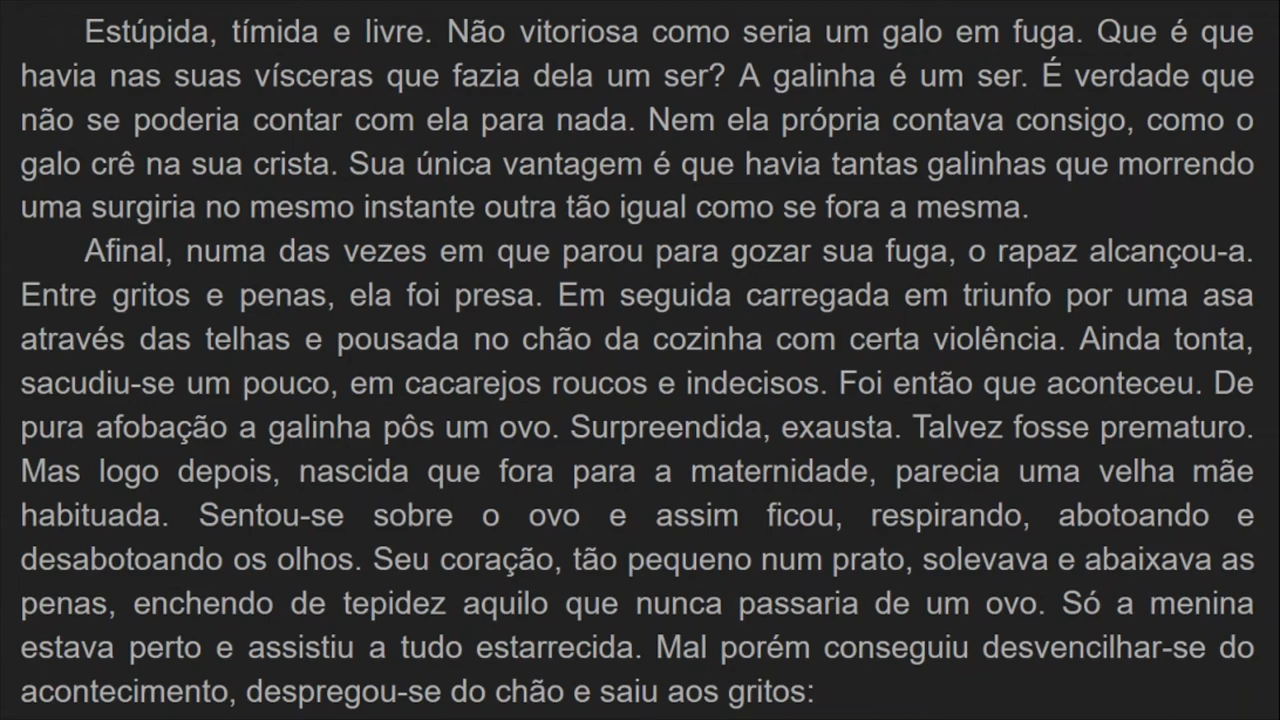 Estúpida, tímida e livre. Não vitoriosa como seria um galo em fuga. Que é que
havia nas suas vísceras que fazia dela um ser? A galinha é um ser. É verdade que
não se poderia contar com ela para nada. Nem ela própria contava consigo, como o
galo crê na sua crista. Sua única vantagem é que havia tantas galinhas que morrendo
uma surgiria no mesmo instante outra tão igual como se fora a mesma.
Afinal, numa das vezes em que parou para gozar sua fuga, o rapaz alcançou-a.
Entre gritos e penas, ela foi presa. Em seguida carregada em triunfo por uma asa
através das telhas e pousada no chão da cozinha com certa violência. Ainda tonta,
sacudiu-se um pouco, em cacarejos roucos e indecisos. Foi então que aconteceu. De
pura afobação a galinha pôs um ovo. Surpreendida, exausta. Talvez fosse prematuro.
Mas logo depois, nascida que fora para a maternidade, parecia uma velha mãe
habituada. Sentou-se sobre o ovo e assim ficou, respirando, abotoando e
desabotoando os olhos. Seu coração, tão pequeno num prato, solevava e abaixava as
penas, enchendo de tepidez aquilo que nunca passaria de um ovo. Só a menina
estava perto e assistiu a tudo estarrecida. Mal porém conseguiu desvencilhar-se do
acontecimento, despregou-se do chão e saiu aos gritos: